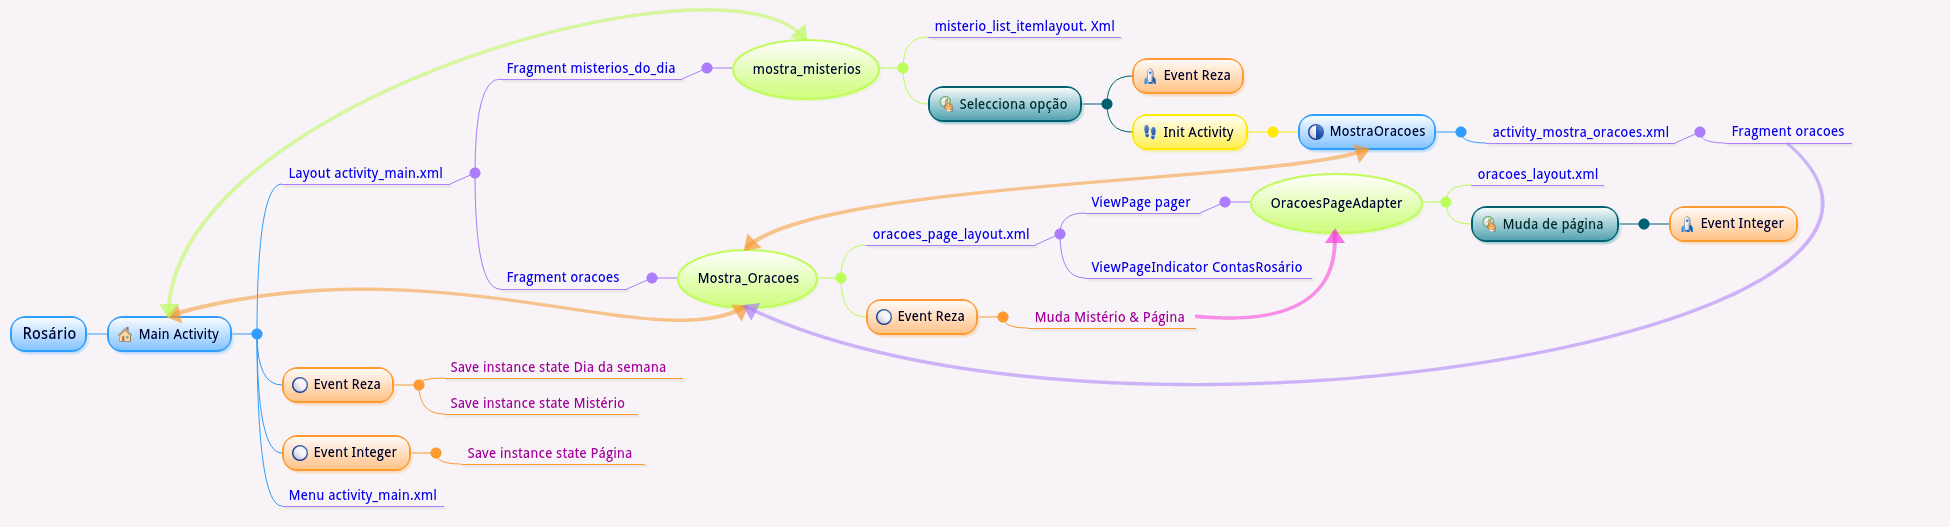 misterio_list_itemlayout. Xml
Fragment misterios_do_dia
mostra_misterios
Event Reza
Selecciona opção
Init Activity
MostraOracoes
activity_mostra_oracoes.xml
Fragment oracoes
Layout activity_main.xml
oracoes_layout.xml
ViewPage pager
OracoesPageAdapter
Muda de página
Event Integer
oracoes_page_layout.xml
ViewPageIndicator ContasRosário
Fragment oracoes
Mostra_Oracoes
Event Reza
Muda Mistério & Página
Rosário
Main Activity
Event Reza
Save instance state Dia da semana
Save instance state Mistério
Event Integer
Save instance state Página
Menu activity_main.xml